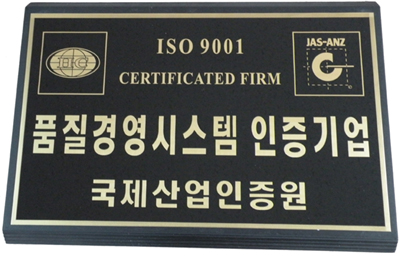 JAS-ANZ
ISO 9001
CERTIFICATED FIRM
품질경영시스템 인증기업
국제산업인증원